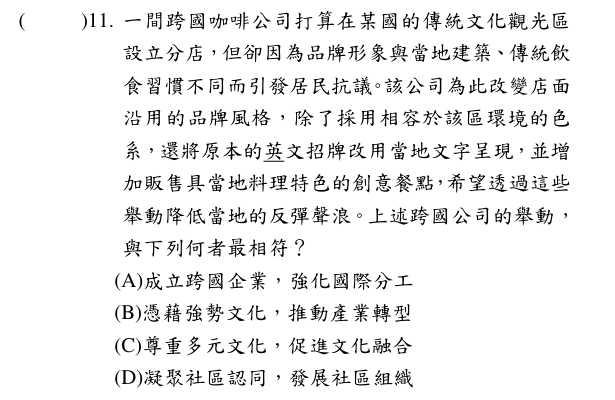 (　　)11. 一間跨國咖啡公司打算在某國的傳統文化觀光區
設立分店，但卻因為品牌形象與當地建築、傳統飲
食習慣不同而引發居民抗議。該公司為此改變店面
沿用的品牌風格，除了採用相容於該區環境的色
系，還將原本的英文招牌改用當地文字呈現，並增
加販售具當地料理特色的創意餐點，希望透過這些
舉動降低當地的反彈聲浪。上述跨國公司的舉動，
與下列何者最相符？
(A)成立跨國企業，強化國際分工
(B)憑藉強勢文化，推動產業轉型
(C)尊重多元文化，促進文化融合
(D)凝聚社區認同，發展社區組織